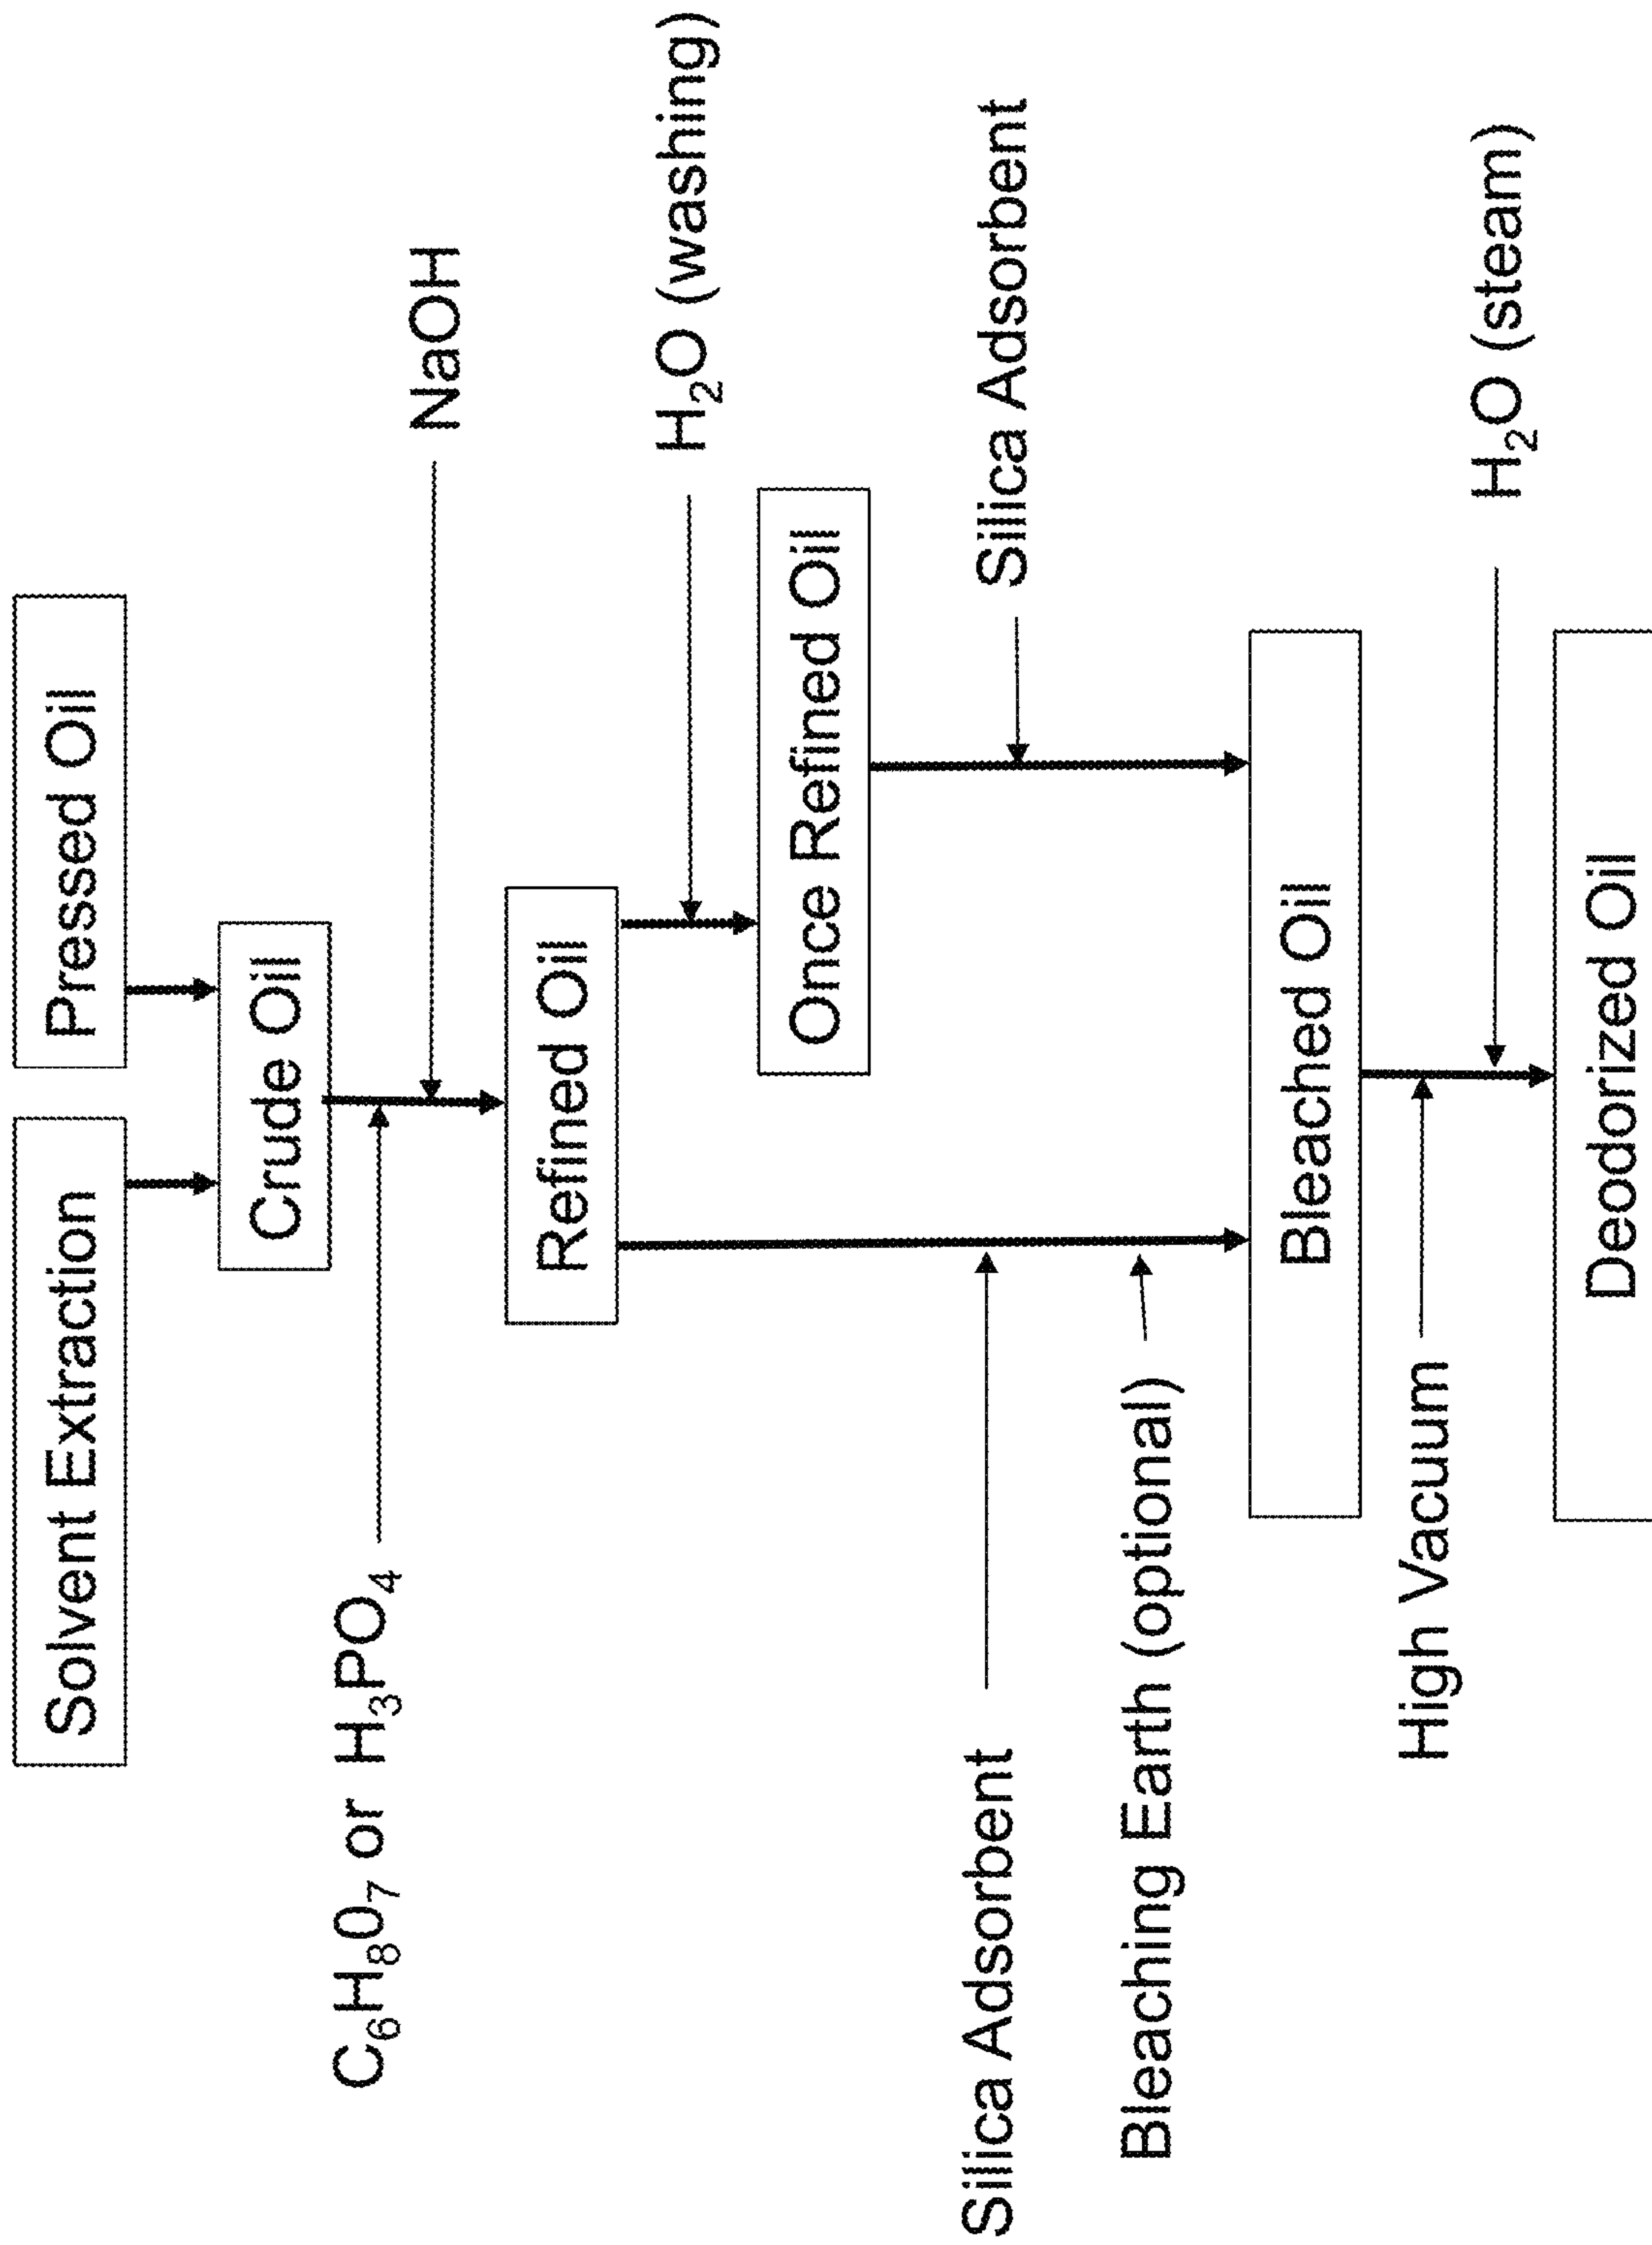 Solvent Extraction
Pressed Oil
Crude Oil
C₆H₈0₇ or H₃PO₄
NaOH
Refined Oil
H₂O (washing)
Once Refined Oil
Silica Adsorbent
Silica Adsorbent
Bleaching Earth (optional)
Bleached Oil
High Vacuum
H₂O (steam)
Deodorized Oil